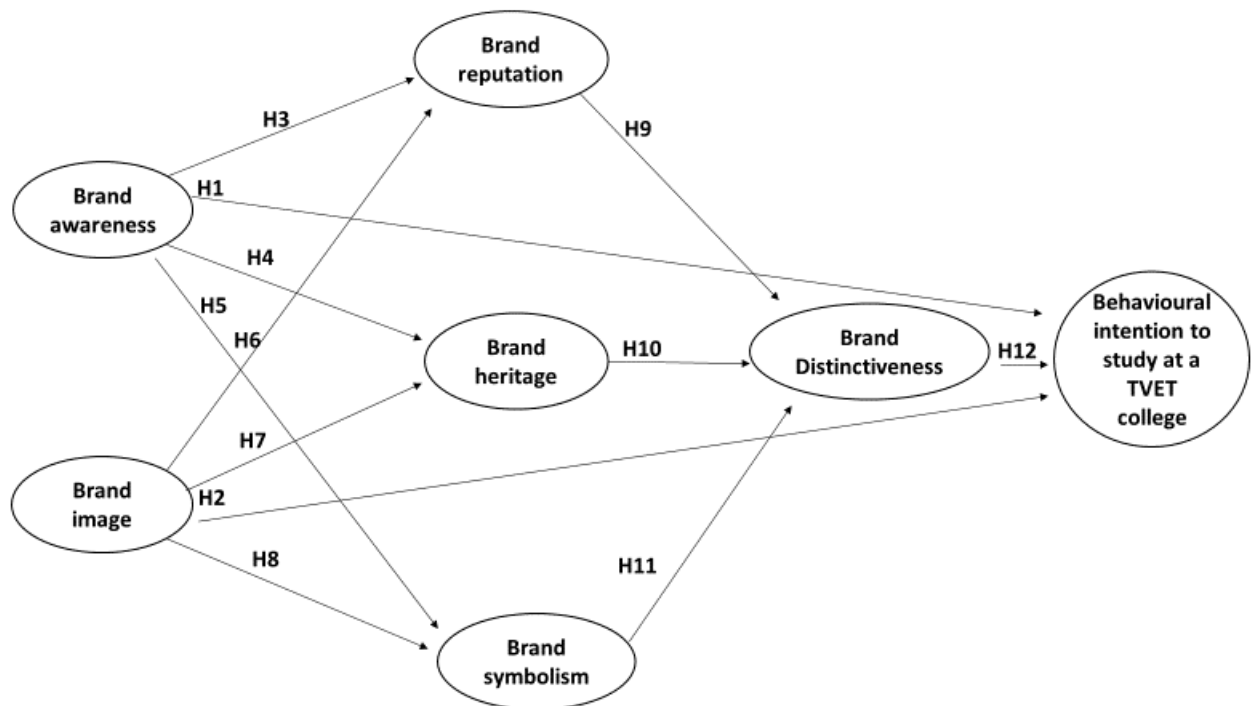 Brand
reputation
H3
H9
Brand
awareness
H1
H4
H5
H6
Brand
heritage
H10
Brand
Distinctiveness
H12
Behavioural
intention to
study at a
TVET
college
H7
Brand
image
H2
H8
H11
Brand
symbolism